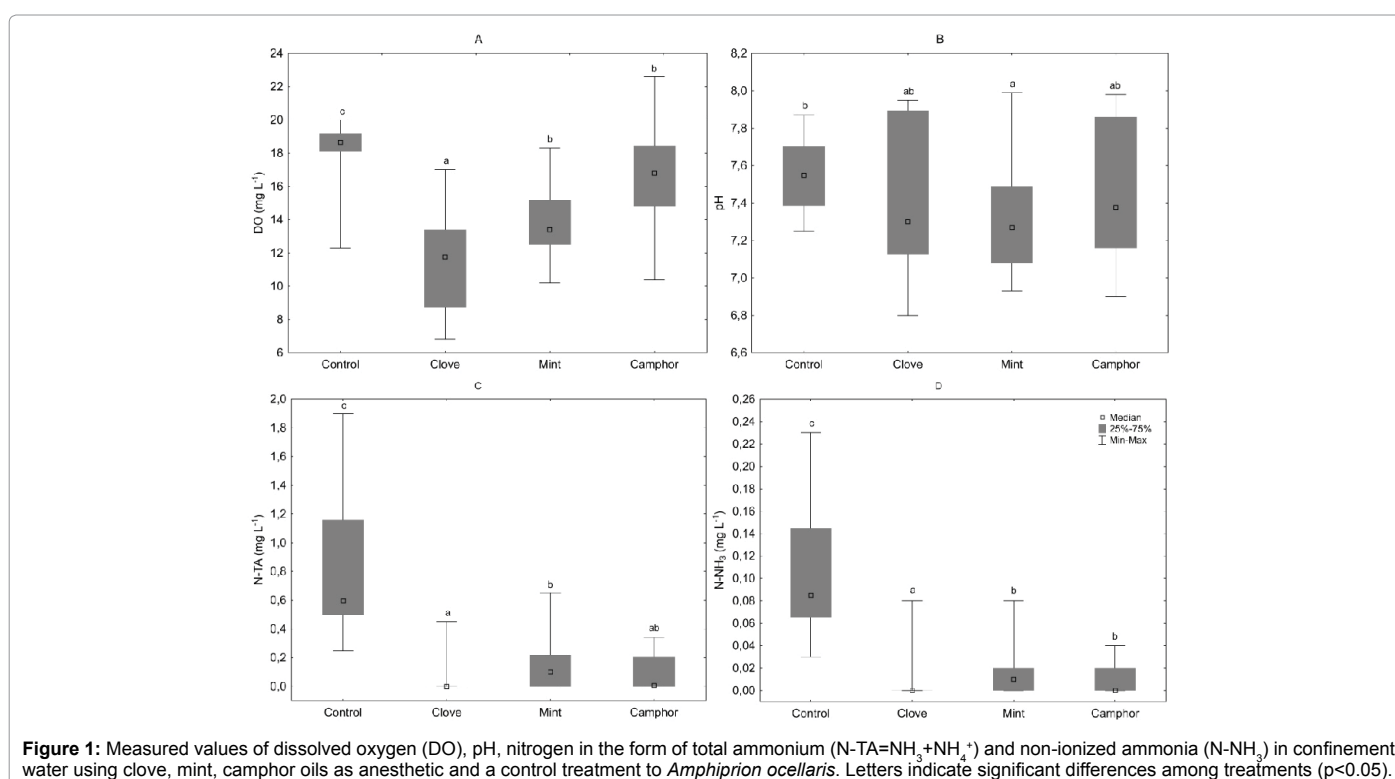 A
24
22
20
18
16
14
12
10
8
6
DO (mg L-1)
c
a
b
b
Control Clove Mint Camphor
B
8,2
8,0
7,8
7,6
7,4
7,2
7,0
6,8
6,6
pH
b
ab
a
ab
Control Clove Mint Camphor
C
2,0
1,8
1,6
1,4
1,2
1,0
0,8
0,6
0,4
0,2
0,0
N-TA (mg L-1)
c
a
b
ab
Control Clove Mint Camphor
D
0,26
0,24
0,22
0,20
0,18
0,16
0,14
0,12
0,10
0,08
0,06
0,04
0,02
0,00
N-NH3 (mg L-1)
c
a
b
b
Median
25%-75%
Min-Max
Control Clove Mint Camphor
Figure 1: Measured values of dissolved oxygen (DO), pH, nitrogen in the form of total ammonium (N-TA=NH3+NH4+) and non-ionized ammonia (N-NH3) in confinement
water using clove, mint, camphor oils as anesthetic and a control treatment to Amphiprion ocellaris. Letters indicate significant differences among treatments (p<0.05).